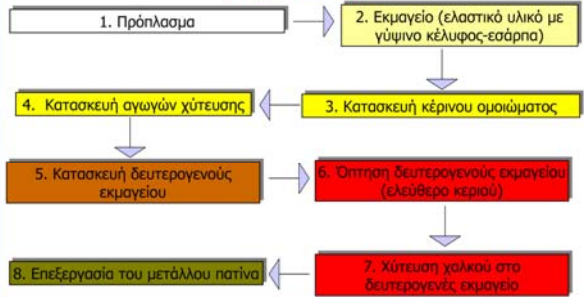 1. Πρόπλασμα
2. Εκμαγείο (ελαστικό υλικό με
γύψινο κέλυφος-εσάρπα)
3. Κατασκευή κέρινου ομοιώματος
4. Κατασκευή αγωγών χύτευσης
5. Κατασκευή δευτερογενούς
εκμαγείου
6. Όπτηση δευτερογενούς εκμαγείου
(ελεύθερο κεριού)
7. Χύτευση χαλκού στο
δευτερογενές εκμαγείο
8. Επεξεργασία του μετάλλου πατίνα